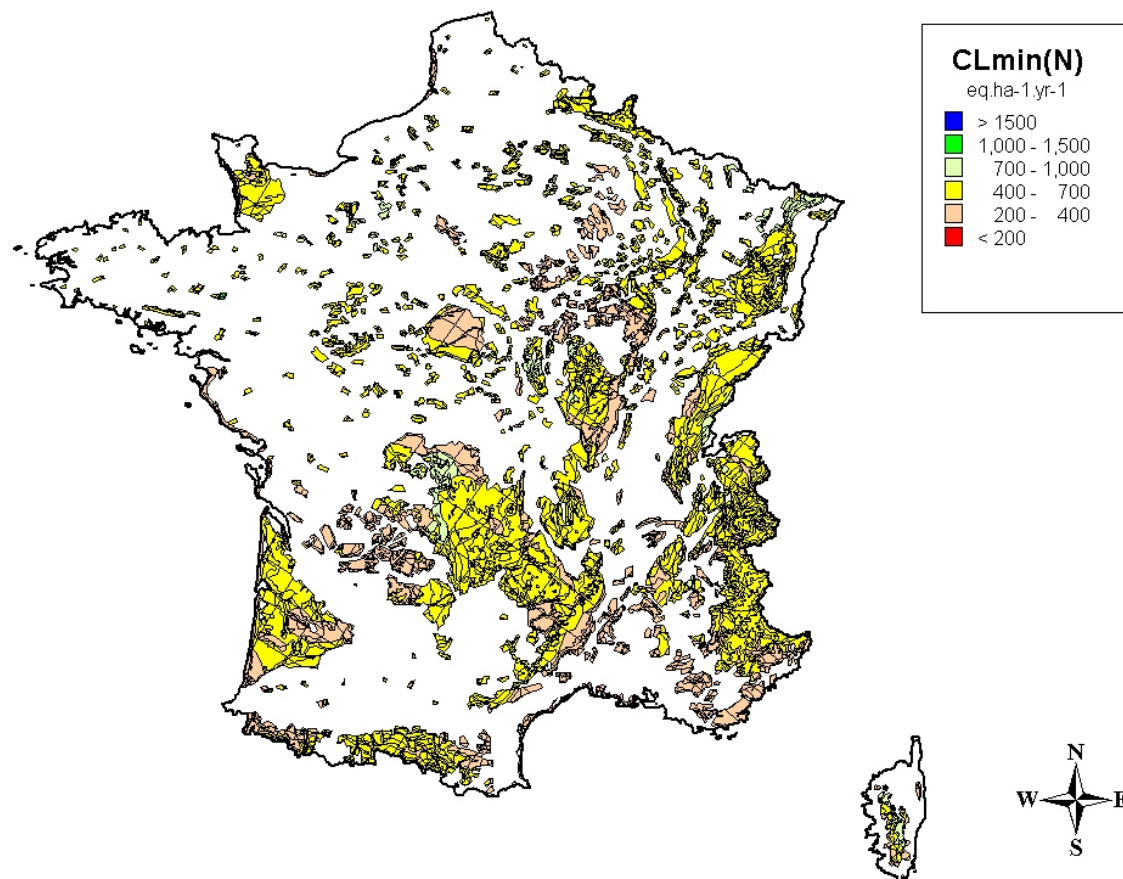 CLmin(N)
eq.ha-1.yr-1
> 1500
1,000 - 1,500
700 - 1,000
400 - 700
200 - 400
< 200
N
W E
S